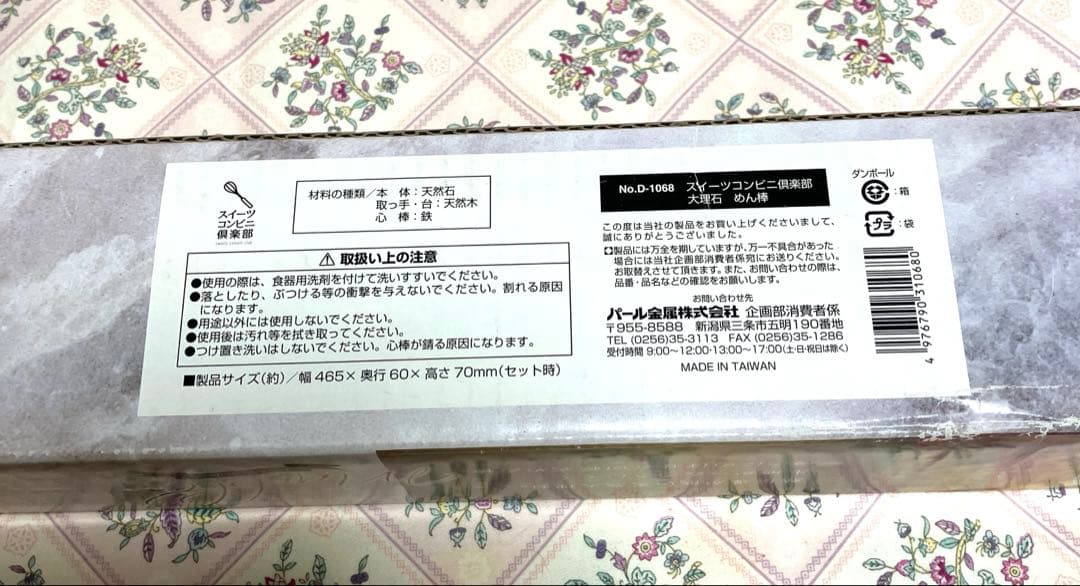 スイーツ
コンビニ
倶楽部
材料の種類／本　体：天然石
取っ手・台：天然木
心　棒：鉄
⚠ 取扱い上の注意
●使用の際は、食器用洗剤を付けて洗いすすいでください。
●落としたり、ぶつける等の衝撃を与えないでください。割れる原因
になります。
●用途以外には使用しないでください。
●使用後は汚れ等を拭き取ってください。
●つけ置き洗いはしないでください。心棒が錆る原因になります。
■製品サイズ(約)／幅 465×奥行 60×高さ 70mm(セット時)
No.D-1068　スイーツコンビニ倶楽部
大理石　めん棒
この度は当社の製品をお買い上げくださいまして、
誠にありがとうございました。
製品には万全を期していますが、万一不具合があった
場合には当社企画部消費者係宛にお送りください。
お取替えさせて頂きます。また、お問い合わせの際は、
品番・品名などの確認をお願いします。
お問い合わせ先
パール金属株式会社 企画部消費者係
〒955-8588　新潟県三条市五明190番地
TEL (0256)35-3113　FAX (0256)35-1286
受付時間 9:00〜12:00・13:00〜17:00(土・日・祝日は除く)
MADE IN TAIWAN
ダンボール
：箱
プラ：袋
4 976790 310680